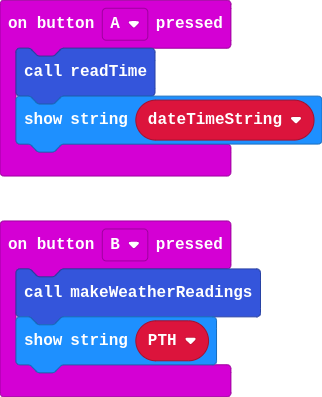 on button A pressed
call readTime
show string dateTimeString
on button B pressed
call makeWeatherReadings
show string PTH